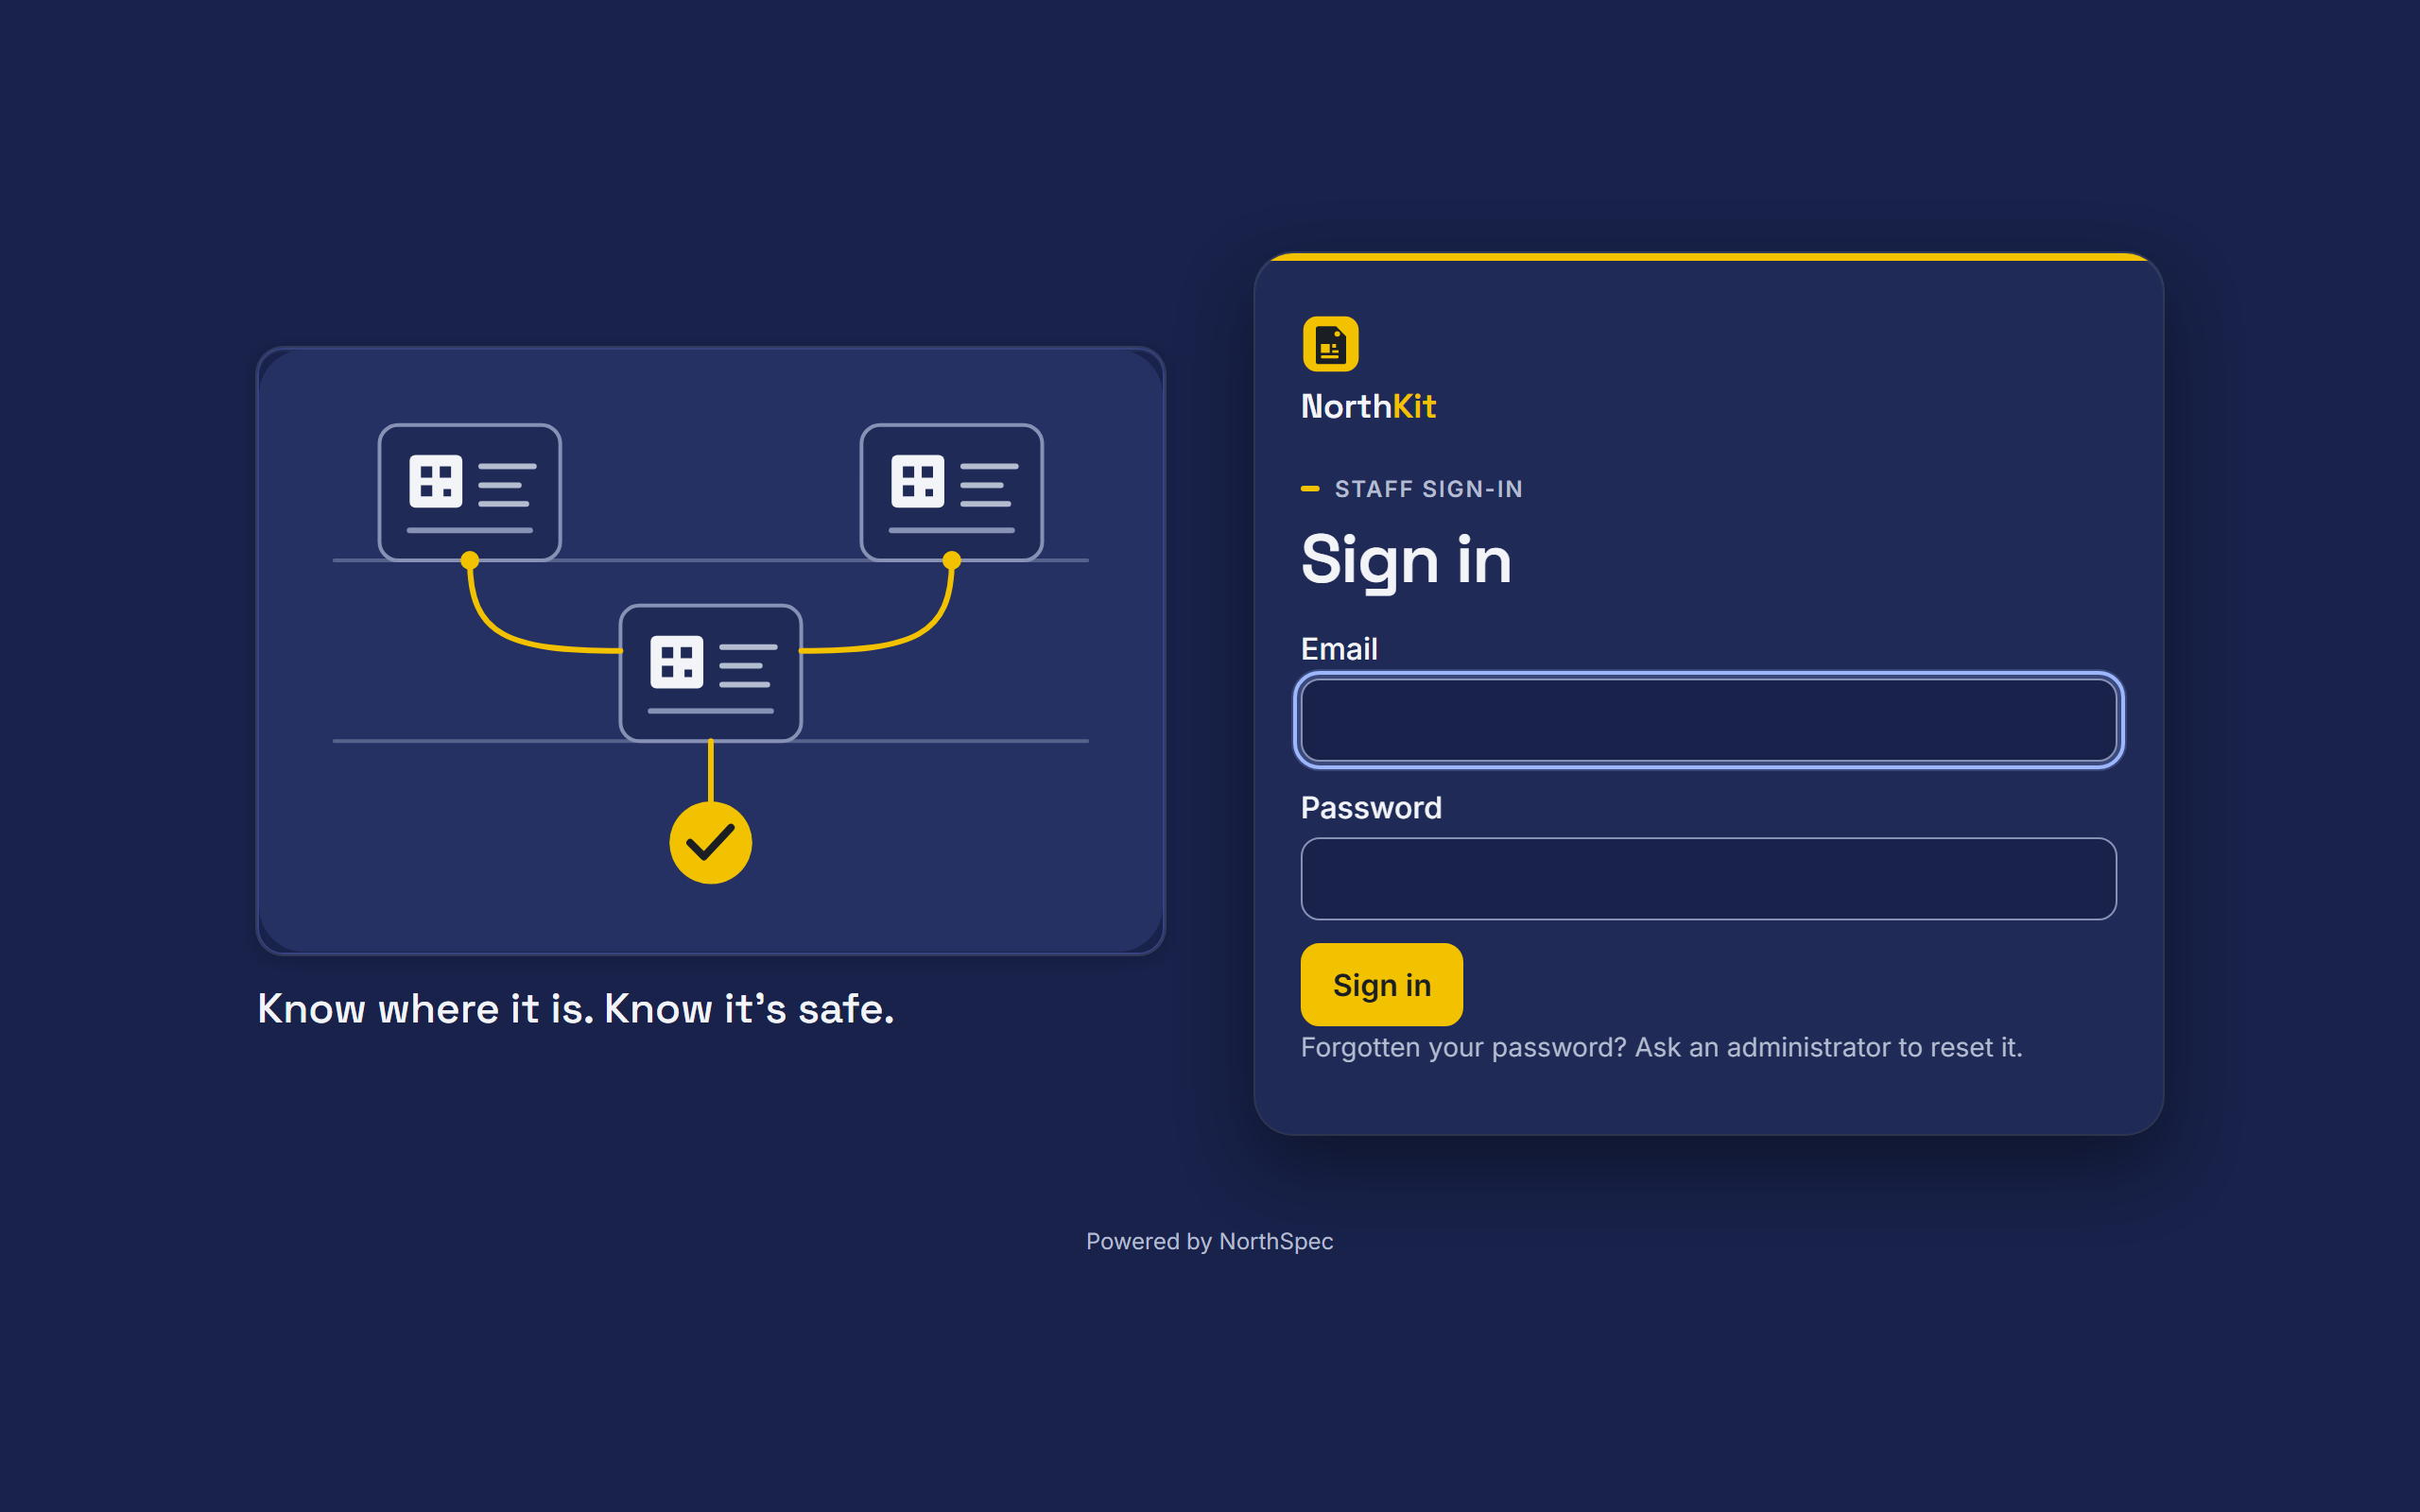 Know where it is. Know it’s safe.
NorthKit
STAFF SIGN-IN
Sign in
Email
Password
Sign in
Forgotten your password? Ask an administrator to reset it.
Powered by NorthSpec